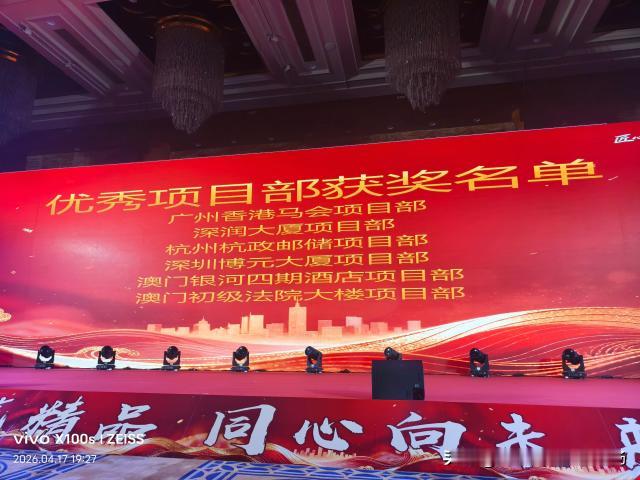 匠心
优秀项目部获奖名单
广州香港马会项目部
深润大厦项目部
杭州杭政邮储项目部
深圳博元大厦项目部
澳门银河四期酒店项目部
澳门初级法院大楼项目部
精品 同心向未
vivo X100s | ZEISS
2026.04.17 19:27